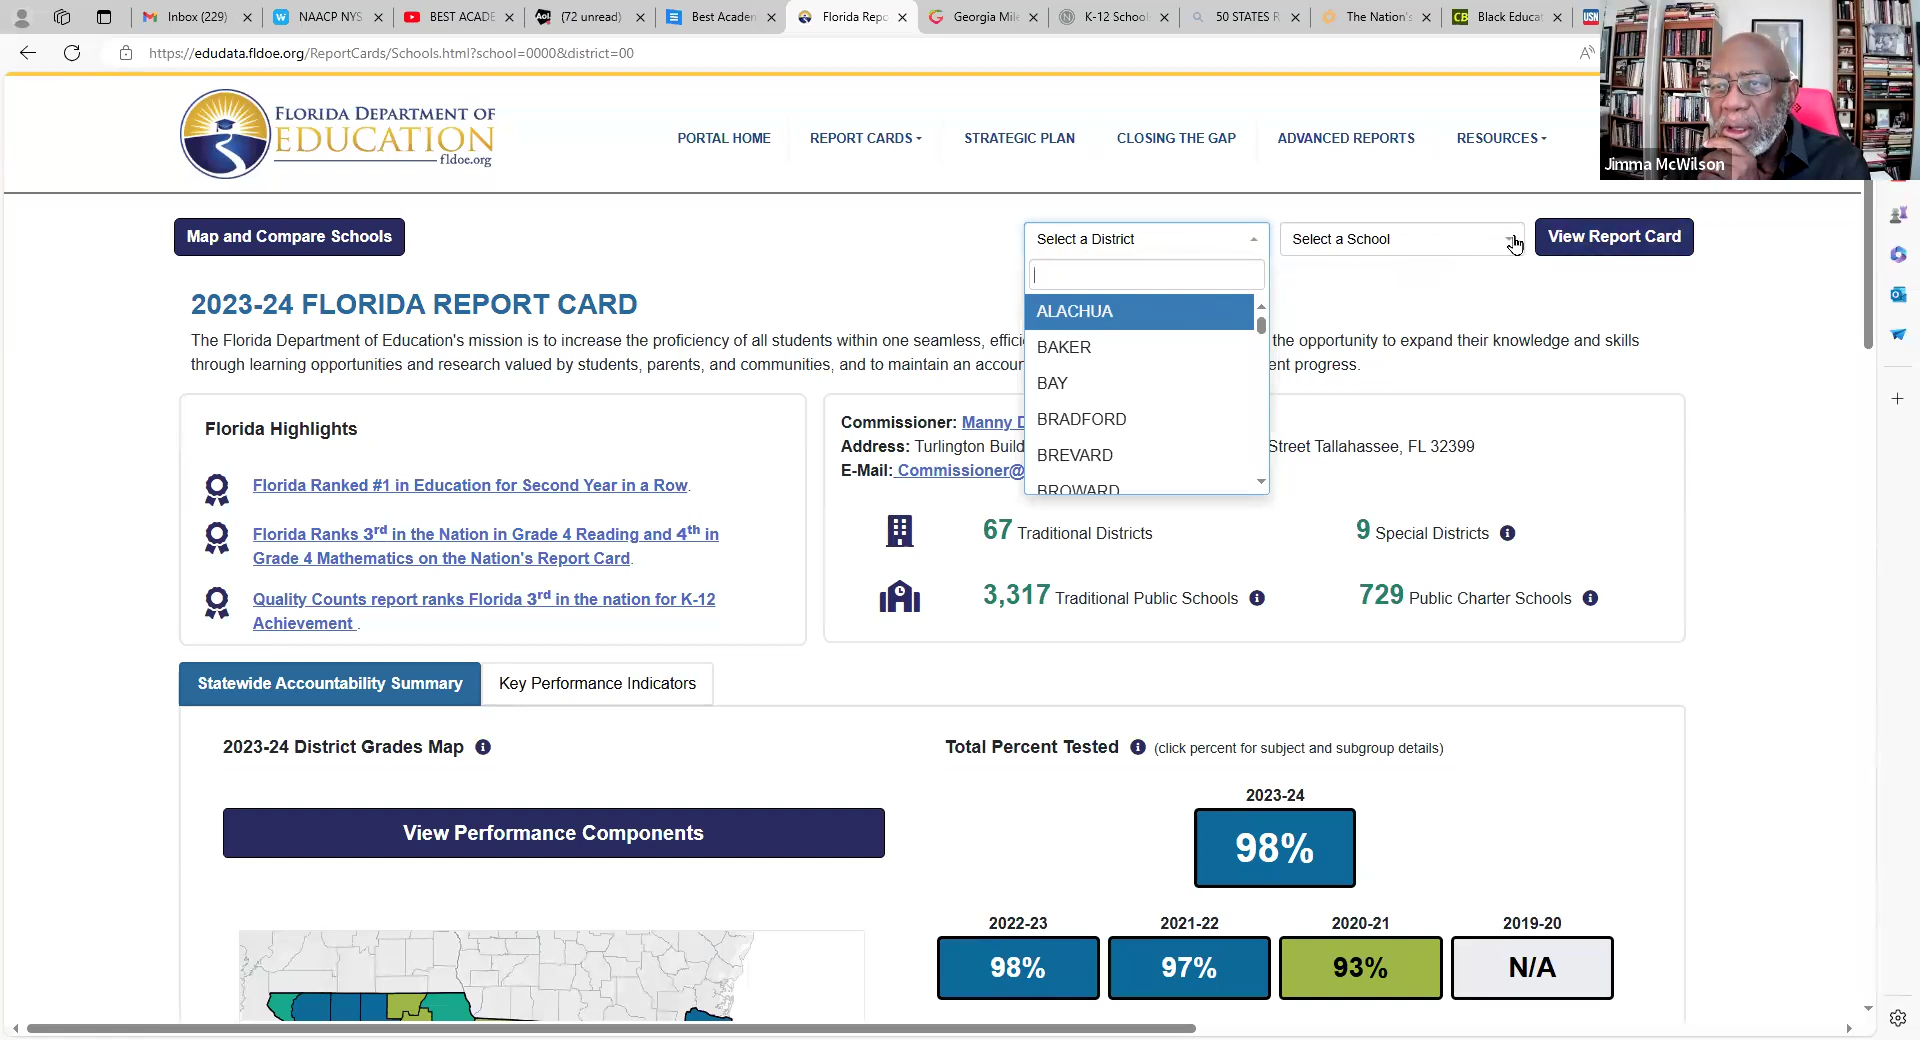 Inbox (229)
NAACP NYS
BEST ACADE
Aol.
(72 unread)
Best Academ
Florida Repo
Georgia Mile
K-12 School
50 STATES R
The Nation's
CB
Black Educat
USN
https://edudata.fldoe.org/ReportCards/Schools.html?school=0000&district=00
FLORIDA DEPARTMENT OF
EDUCATION
fldoe.org
PORTAL HOME
REPORT CARDS
STRATEGIC PLAN
CLOSING THE GAP
ADVANCED REPORTS
RESOURCES
Jimma McWilson
Map and Compare Schools
Select a District
Select a School
View Report Card
ALACHUA
BAKER
BAY
BRADFORD
BREVARD
BROWARD
2023-24 FLORIDA REPORT CARD
The Florida Department of Education's mission is to increase the proficiency of all students within one seamless, the opportunity to expand their knowledge and skills
through learning opportunities and research valued by students, parents, and communities, and to maintain an progress.
Florida Highlights
Florida Ranked #1 in Education for Second Year in a Row.
Florida Ranks 3rd in the Nation in Grade 4 Reading and 4th in
Grade 4 Mathematics on the Nation's Report Card.
Quality Counts report ranks Florida 3rd in the nation for K-12
Achievement .
Commissioner: Manny D
Address: Turlington Build Street Tallahassee, FL 32399
E-Mail: Commissioner@
67 Traditional Districts
9 Special Districts
3,317 Traditional Public Schools
729 Public Charter Schools
Statewide Accountability Summary
Key Performance Indicators
2023-24 District Grades Map
Total Percent Tested (click percent for subject and subgroup details)
View Performance Components
2023-24
98%
2022-23
2021-22
2020-21
2019-20
98%
97%
93%
N/A